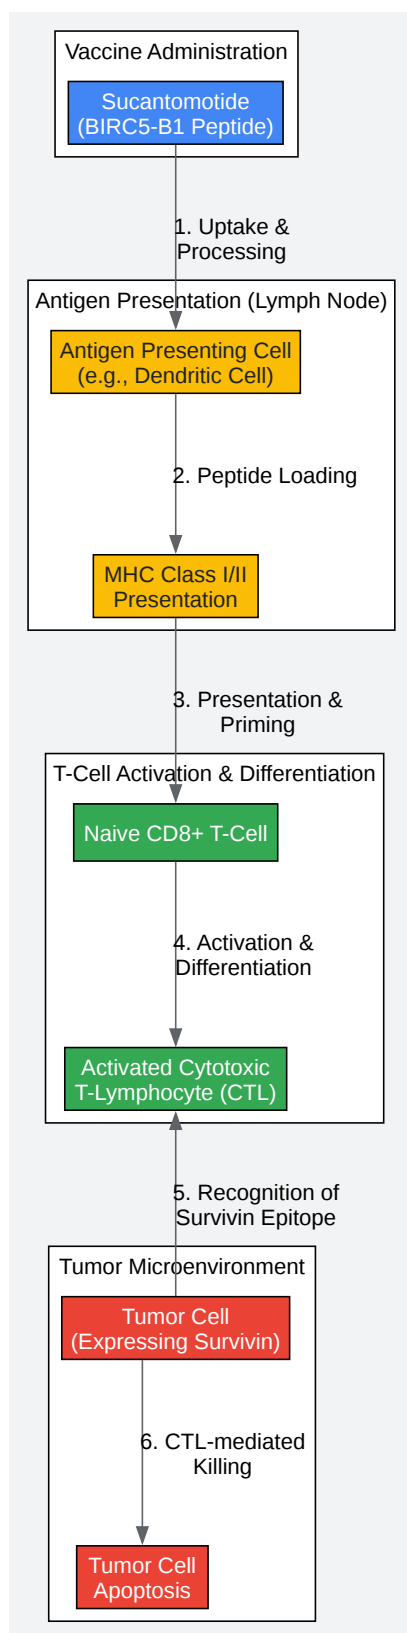 Vaccine Administration
Sucantomotide
(BIRC5-B1 Peptide)
1. Uptake &
Processing
Antigen Presentation (Lymph Node)
Antigen Presenting Cell
(e.g., Dendritic Cell)
2. Peptide Loading
MHC Class I/II
Presentation
3. Presentation &
Priming
T-Cell Activation & Differentiation
Naive CD8+ T-Cell
4. Activation &
Differentiation
Activated Cytotoxic
T-Lymphocyte (CTL)
5. Recognition of
Survivin Epitope
Tumor Microenvironment
Tumor Cell
(Expressing Survivin)
6. CTL-mediated
Killing
Tumor Cell
Apoptosis